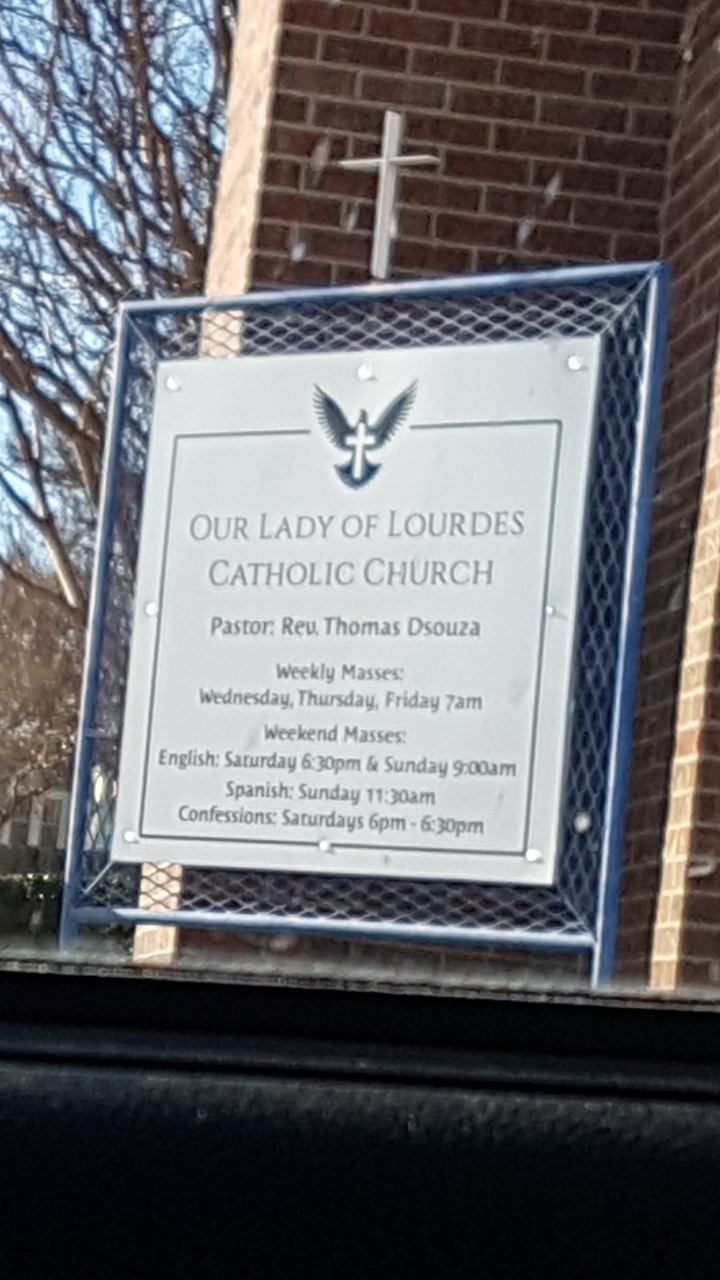 OUR LADY OF LOURDES
CATHOLIC CHURCH
Pastor: Rev. Thomas Dsouza
Weekly Masses:
Wednesday, Thursday, Friday 7am
Weekend Masses:
English: Saturday 6:30pm & Sunday 9:00am
Spanish: Sunday 11:30am
Confessions: Saturdays 6pm - 6:30pm